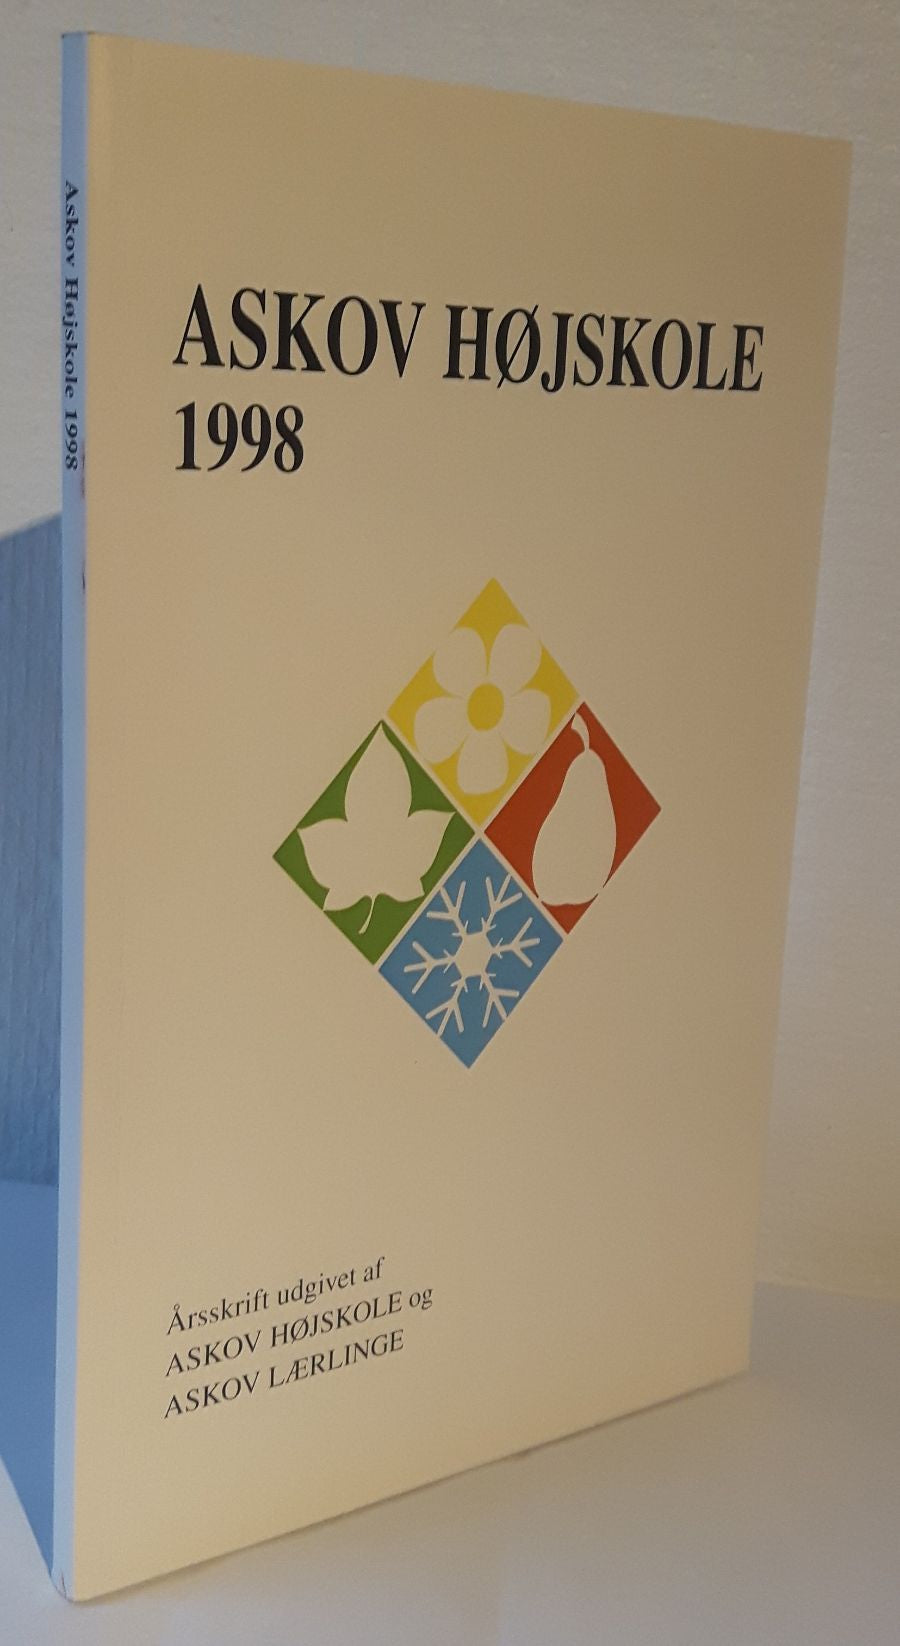 Askov Højskole 1998
ASKOV HØJSKOLE
1998
Årsskrift udgivet af
ASKOV HØJSKOLE og
ASKOV LÆRLINGE